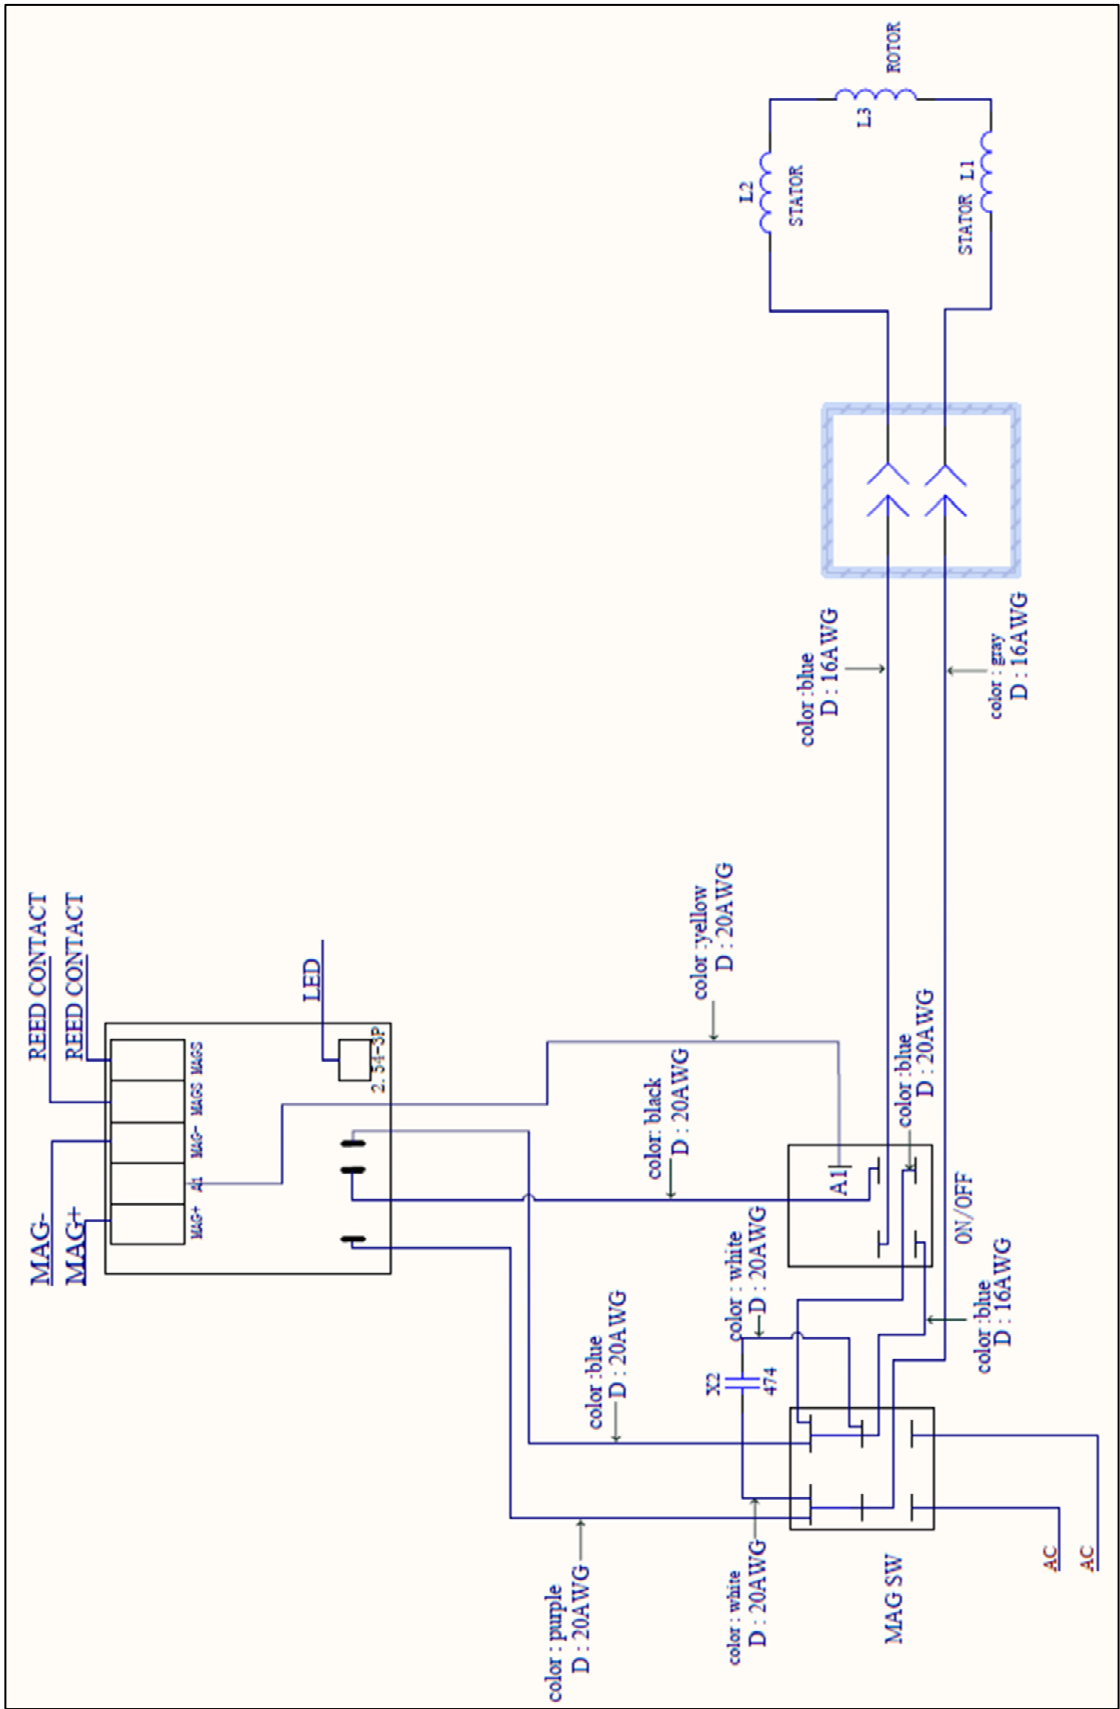 REED CONTACT
REED CONTACT
MAG-
MAG+
MAG+
A1
MAG-
MAGS
MAGS
LED
2.54-3P
color :purple
D : 20AWG
color :blue
D : 20AWG
color: black
D : 20AWG
color :yellow
D : 20AWG
color : white
D : 20AWG
color : white
D : 20AWG
X2
474
MAG SW
AC
AC
A1
ON/OFF
color :blue
D : 20AWG
color :blue
D : 16AWG
color :blue
D : 16AWG
color : gray
D : 16AWG
L2
STATOR
L3
ROTOR
STATOR L1